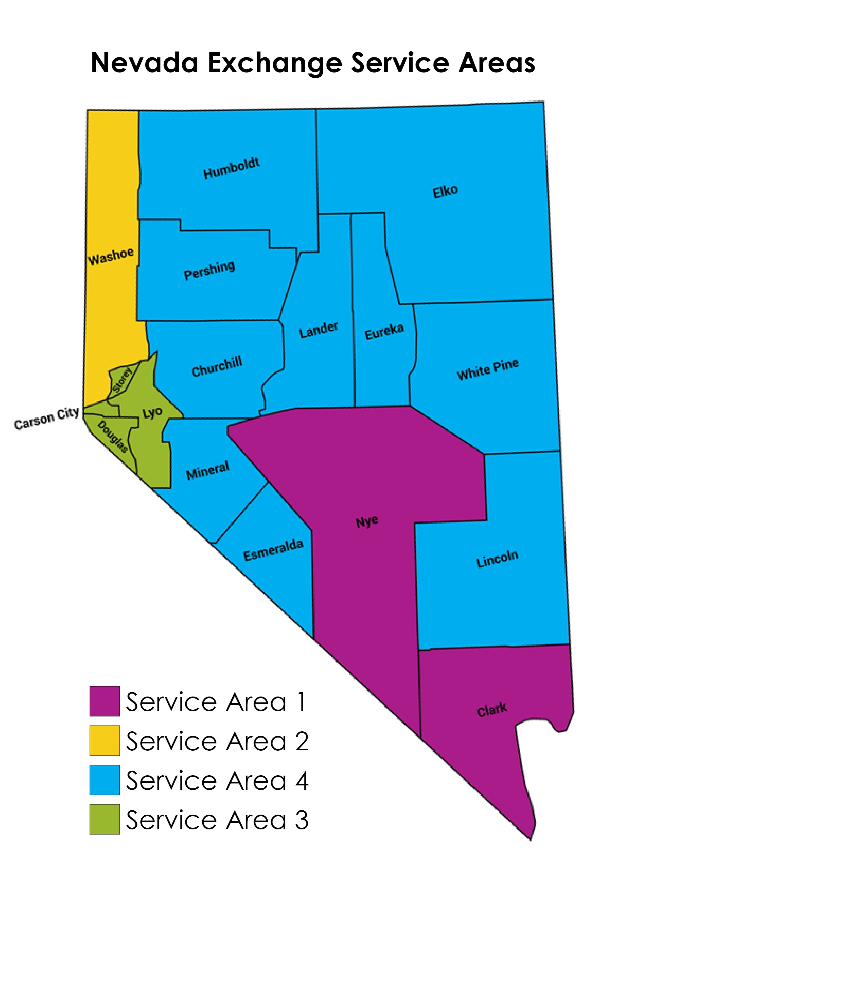 Nevada Exchange Service Areas
Humboldt
Elko
Washoe
Pershing
Lander
Eureka
Churchill
White Pine
Storey
Carson City
Lyo
Douglas
Mineral
Nye
Esmeralda
Lincoln
Clark
Service Area 1
Service Area 2
Service Area 4
Service Area 3